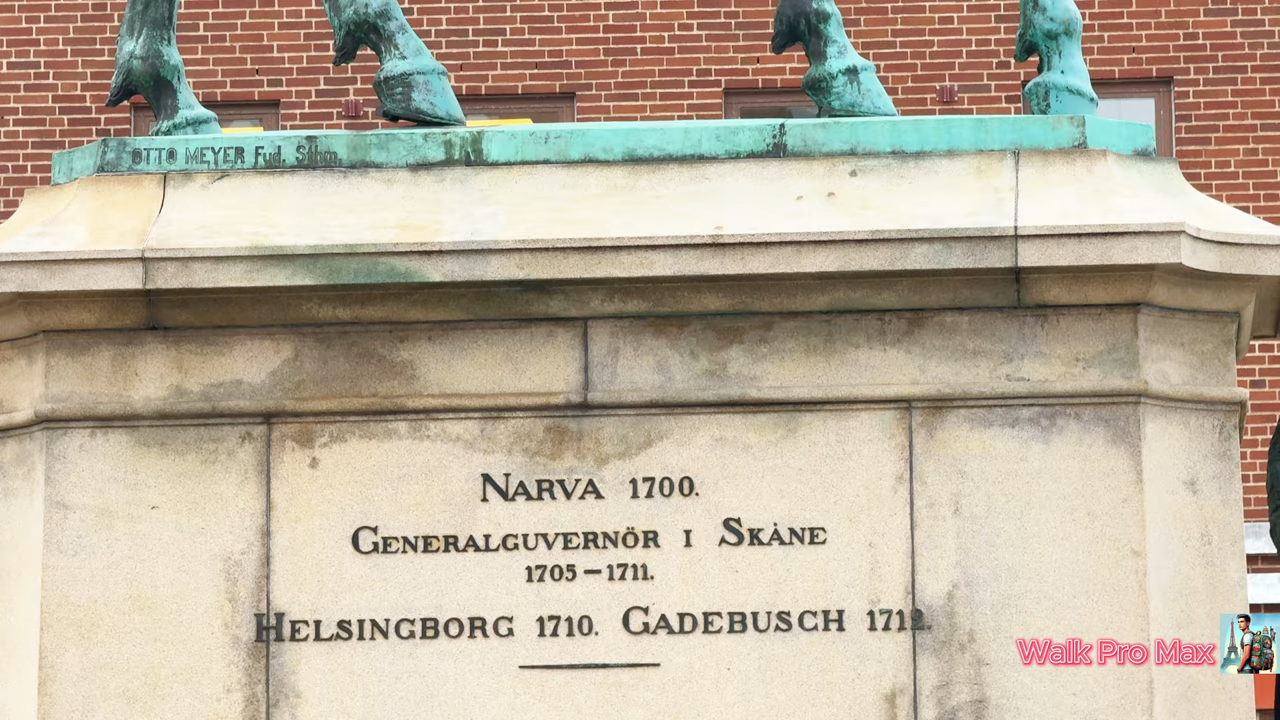 OTTO MEYER Fud. Sthm.
NARVA 1700.
GENERALGUVERNÖR I SKÅNE
1705–1711.
HELSINGBORG 1710. GADEBUSCH 1712.
Walk Pro Max